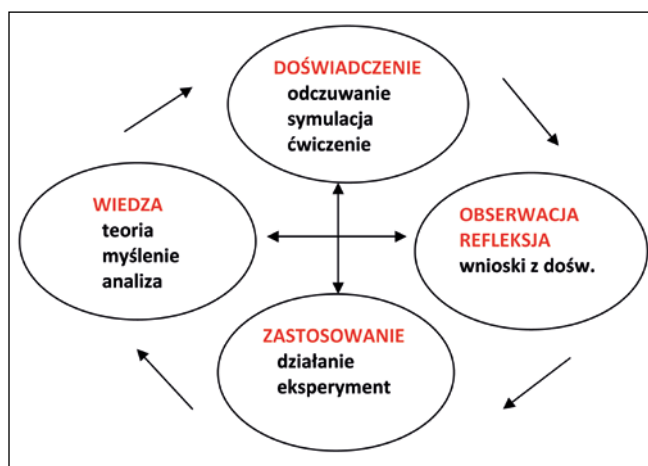 DOŚWIADCZENIE
odczuwanie
symulacja
ćwiczenie
WIEDZA
teoria
myślenie
analiza
OBSERWACJA
REFLEKSJA
wnioski z dośw.
ZASTOSOWANIE
działanie
eksperyment